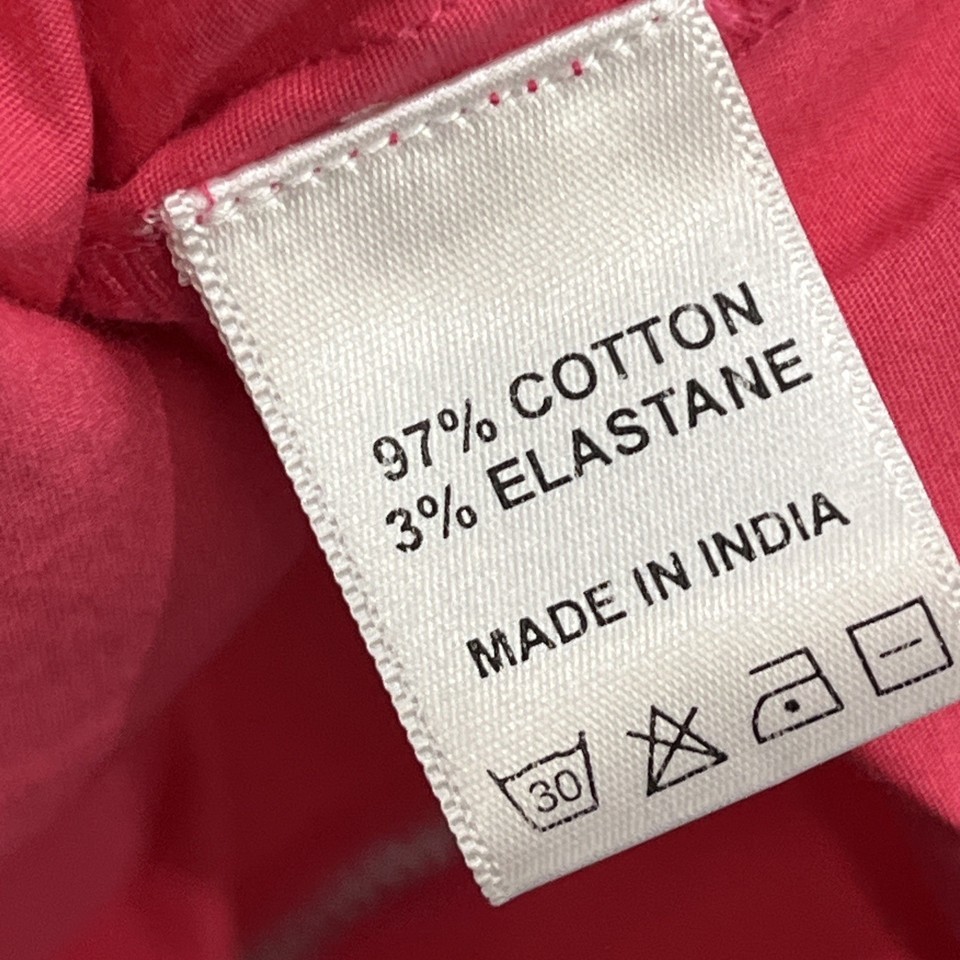 97% COTTON
3% ELASTANE
MADE IN INDIA
30